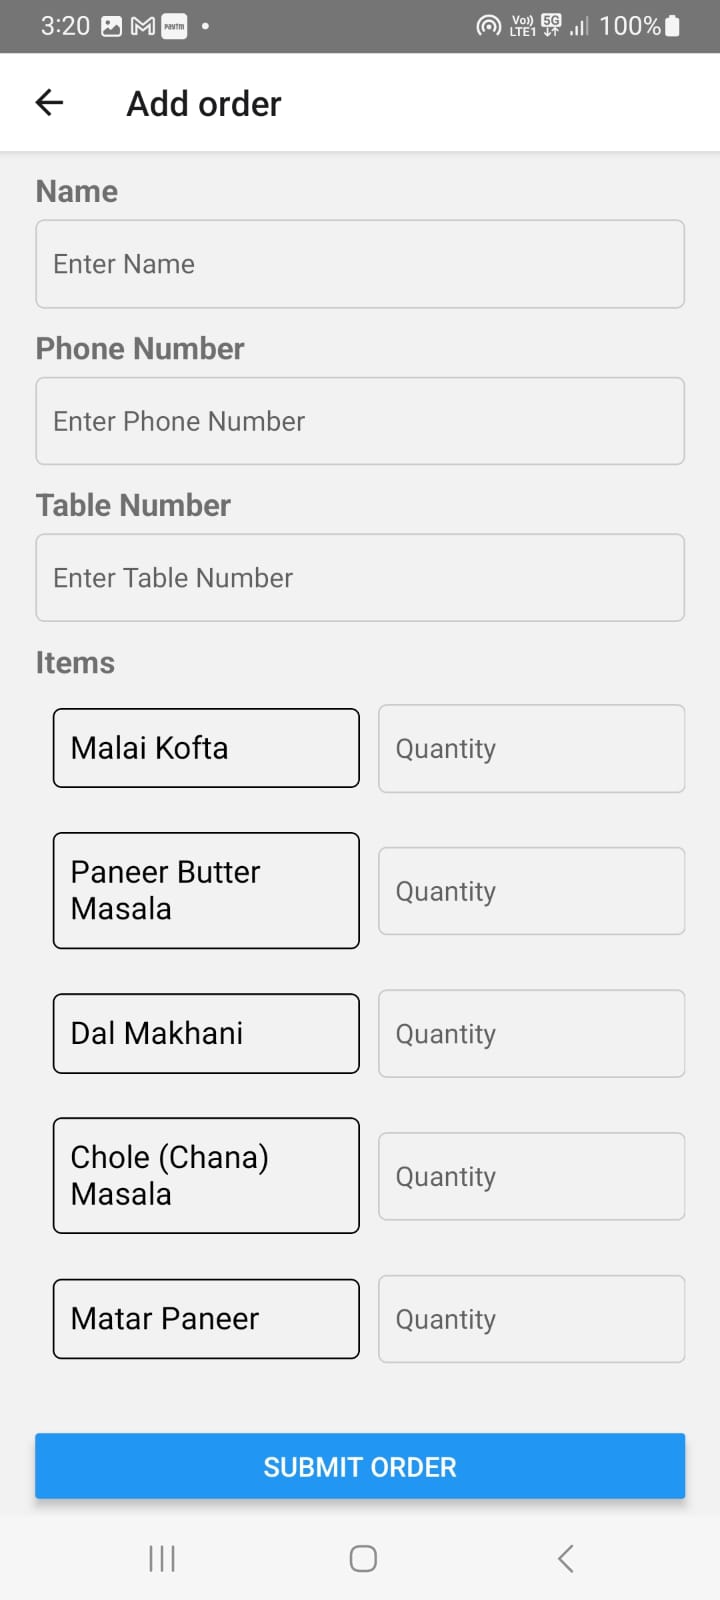 3:20 paytm Vo)) LTE1 5G 100%
Add order
Name
Enter Name
Phone Number
Enter Phone Number
Table Number
Enter Table Number
Items
Malai Kofta Quantity
Paneer Butter
Masala
Quantity
Dal Makhani Quantity
Chole (Chana)
Masala
Quantity
Matar Paneer Quantity
SUBMIT ORDER